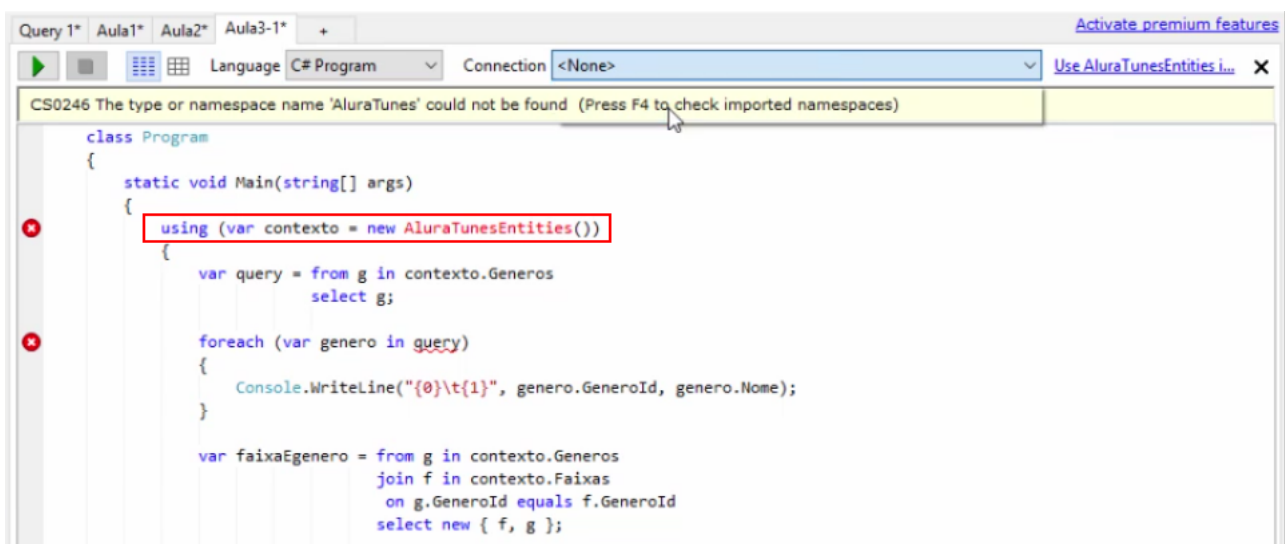 Query 1* Aula1* Aula2* Aula3-1* + Activate premium features
Language C# Program Connection <None> Use AluraTunesEntities i...
CS0246 The type or namespace name 'AluraTunes' could not be found (Press F4 to check imported namespaces)
class Program
{
static void Main(string[] args)
{
using (var contexto = new AluraTunesEntities())
{
var query = from g in contexto.Generos
select g;
foreach (var genero in query)
{
Console.WriteLine("{0}\t{1}", genero.GeneroId, genero.Nome);
}
var faixaEgenero = from g in contexto.Generos
join f in contexto.Faixas
on g.GeneroId equals f.GeneroId
select new { f, g };